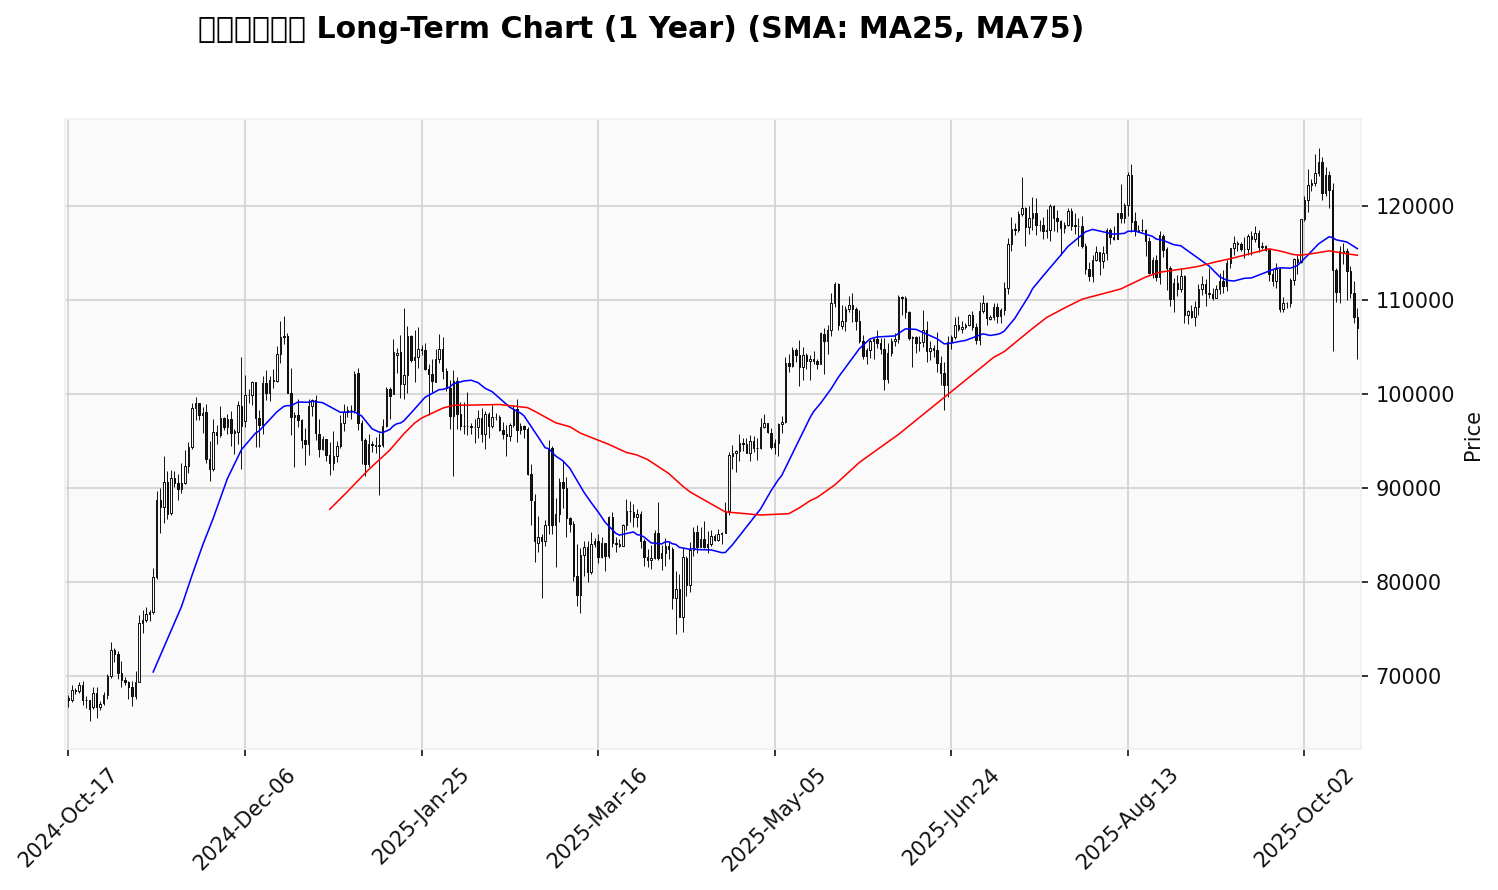 Long-Term Chart (1 Year) (SMA: MA25, MA75)
120000
110000
100000
90000
80000
70000
Price
2024-Oct-17
2024-Dec-06
2025-Jan-25
2025-Mar-16
2025-May-05
2025-Jun-24
2025-Aug-13
2025-Oct-02